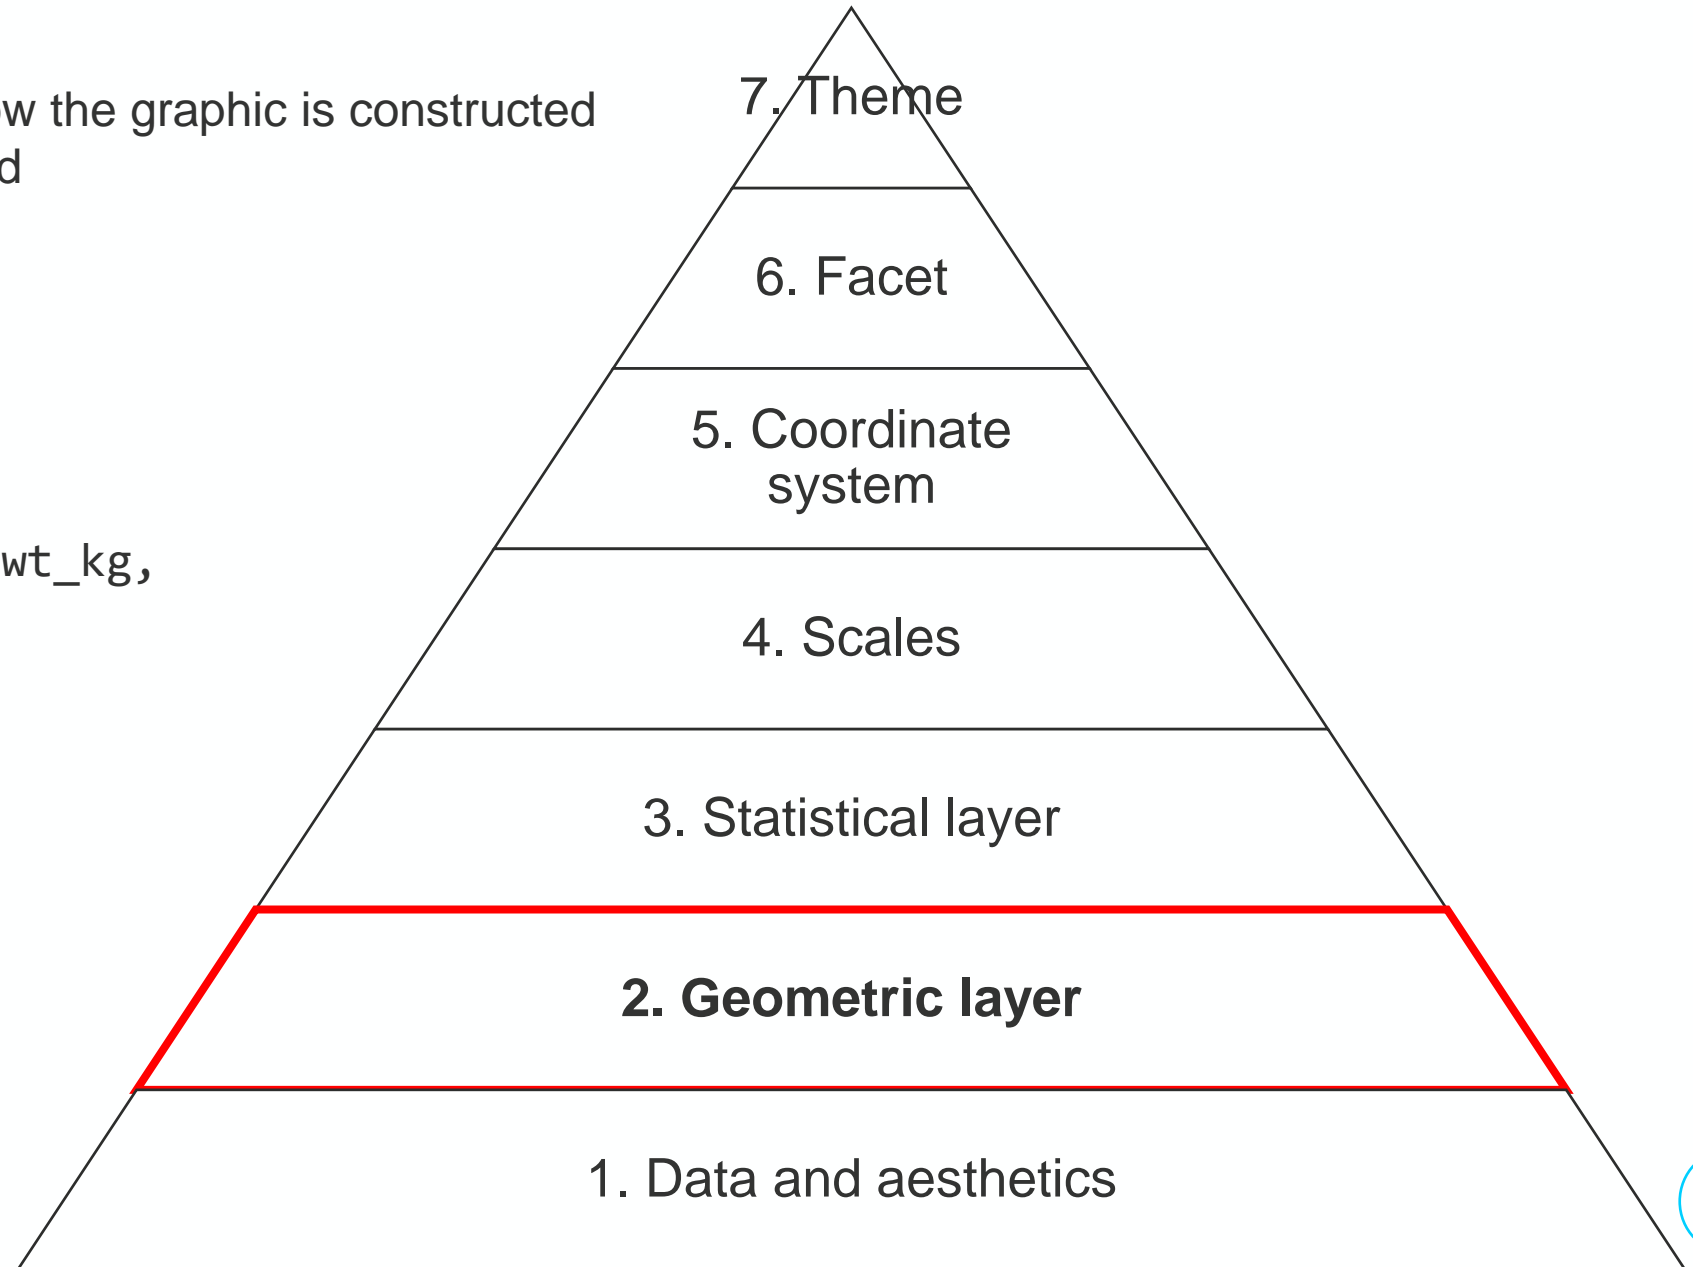 the graphic is constructed
7. Theme
6. Facet
5. Coordinate
system
wt_kg,
4. Scales
3. Statistical layer
2. Geometric layer
1. Data and aesthetics